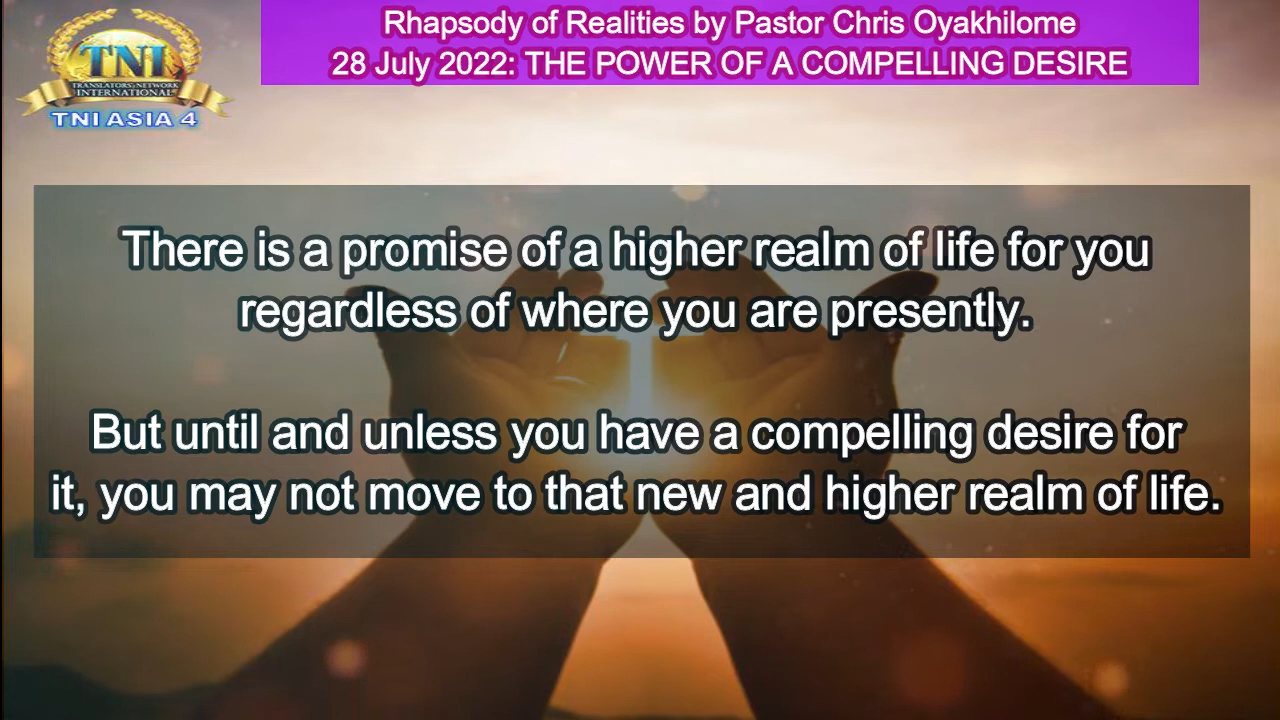 Rhapsody of Realities by Pastor Chris Oyakhilome
28 July 2022: THE POWER OF A COMPELLING DESIRE
TNI
TRANSLATORS NETWORK
INTERNATIONAL
TNI ASIA 4
There is a promise of a higher realm of life for you
regardless of where you are presently.
But until and unless you have a compelling desire for
it, you may not move to that new and higher realm of life.